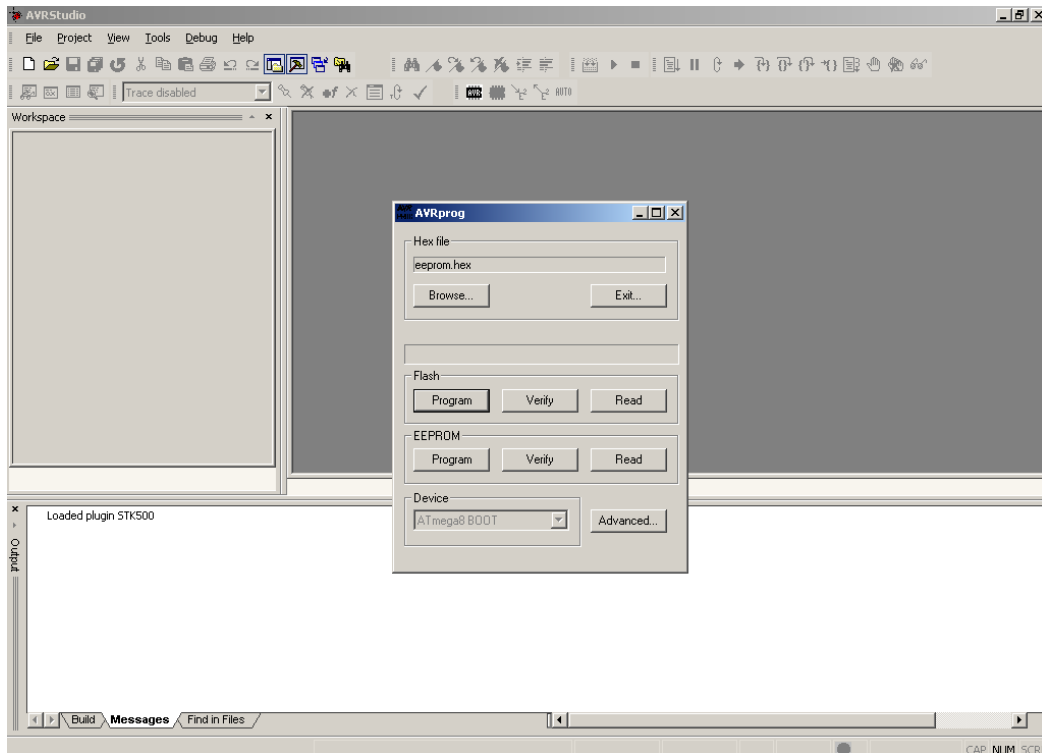 AVRStudio
File Project View Tools Debug Help
Trace disabled AVR AUTO
Workspace
AVRprog
Hex file
eeprom.hex
Browse... Exit...
Flash
Program Verify Read
EEPROM
Program Verify Read
Device
ATmega8 BOOT Advanced...
Output
Loaded plugin STK500
Build Messages Find in Files
CAP NUM SCR